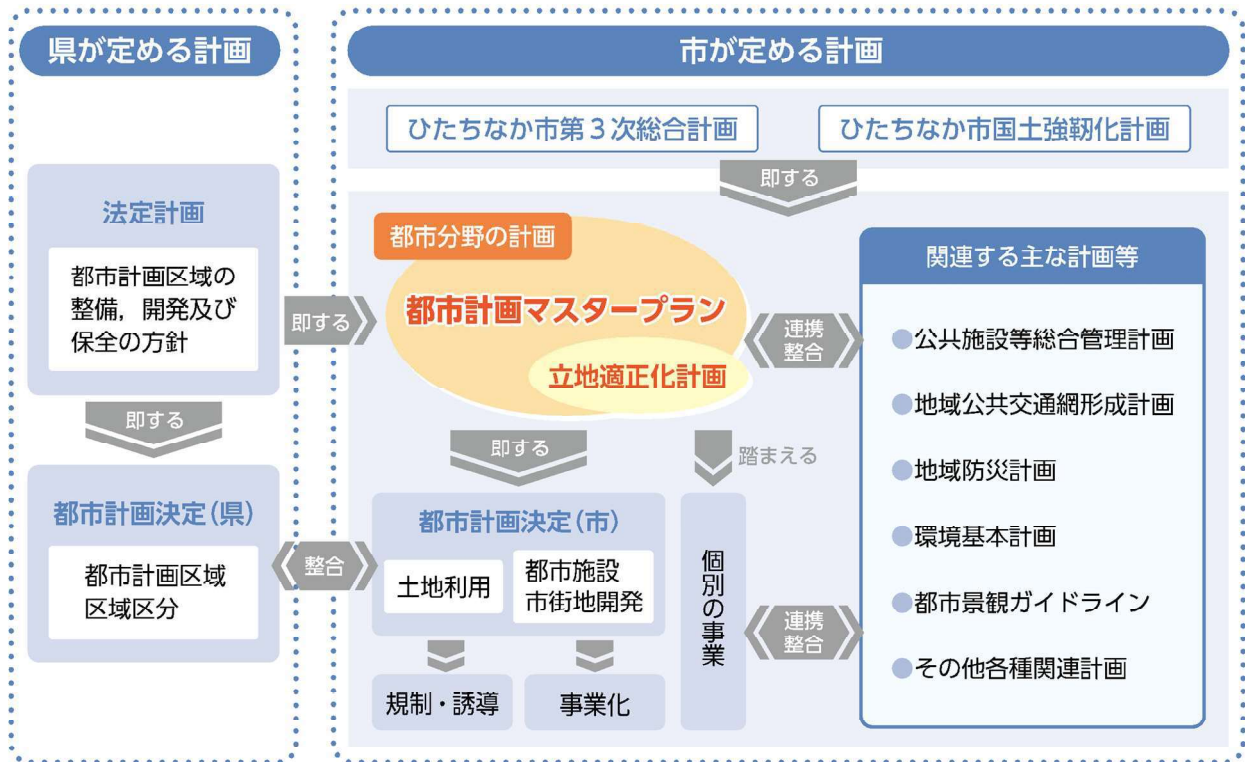 県が定める計画
法定計画
都市計画区域の
整備，開発及び
保全の方針
即する
都市計画決定（県）
都市計画区域
区域区分
即する
整合
市が定める計画
ひたちなか市第３次総合計画
ひたちなか市国土強靭化計画
即する
都市分野の計画
都市計画マスタープラン
立地適正化計画
連携
整合
即する
踏まえる
都市計画決定（市）
土地利用
都市施設
市街地開発
規制・誘導
事業化
個別の事業
連携
整合
関連する主な計画等
●公共施設等総合管理計画
●地域公共交通網形成計画
●地域防災計画
●環境基本計画
●都市景観ガイドライン
●その他各種関連計画